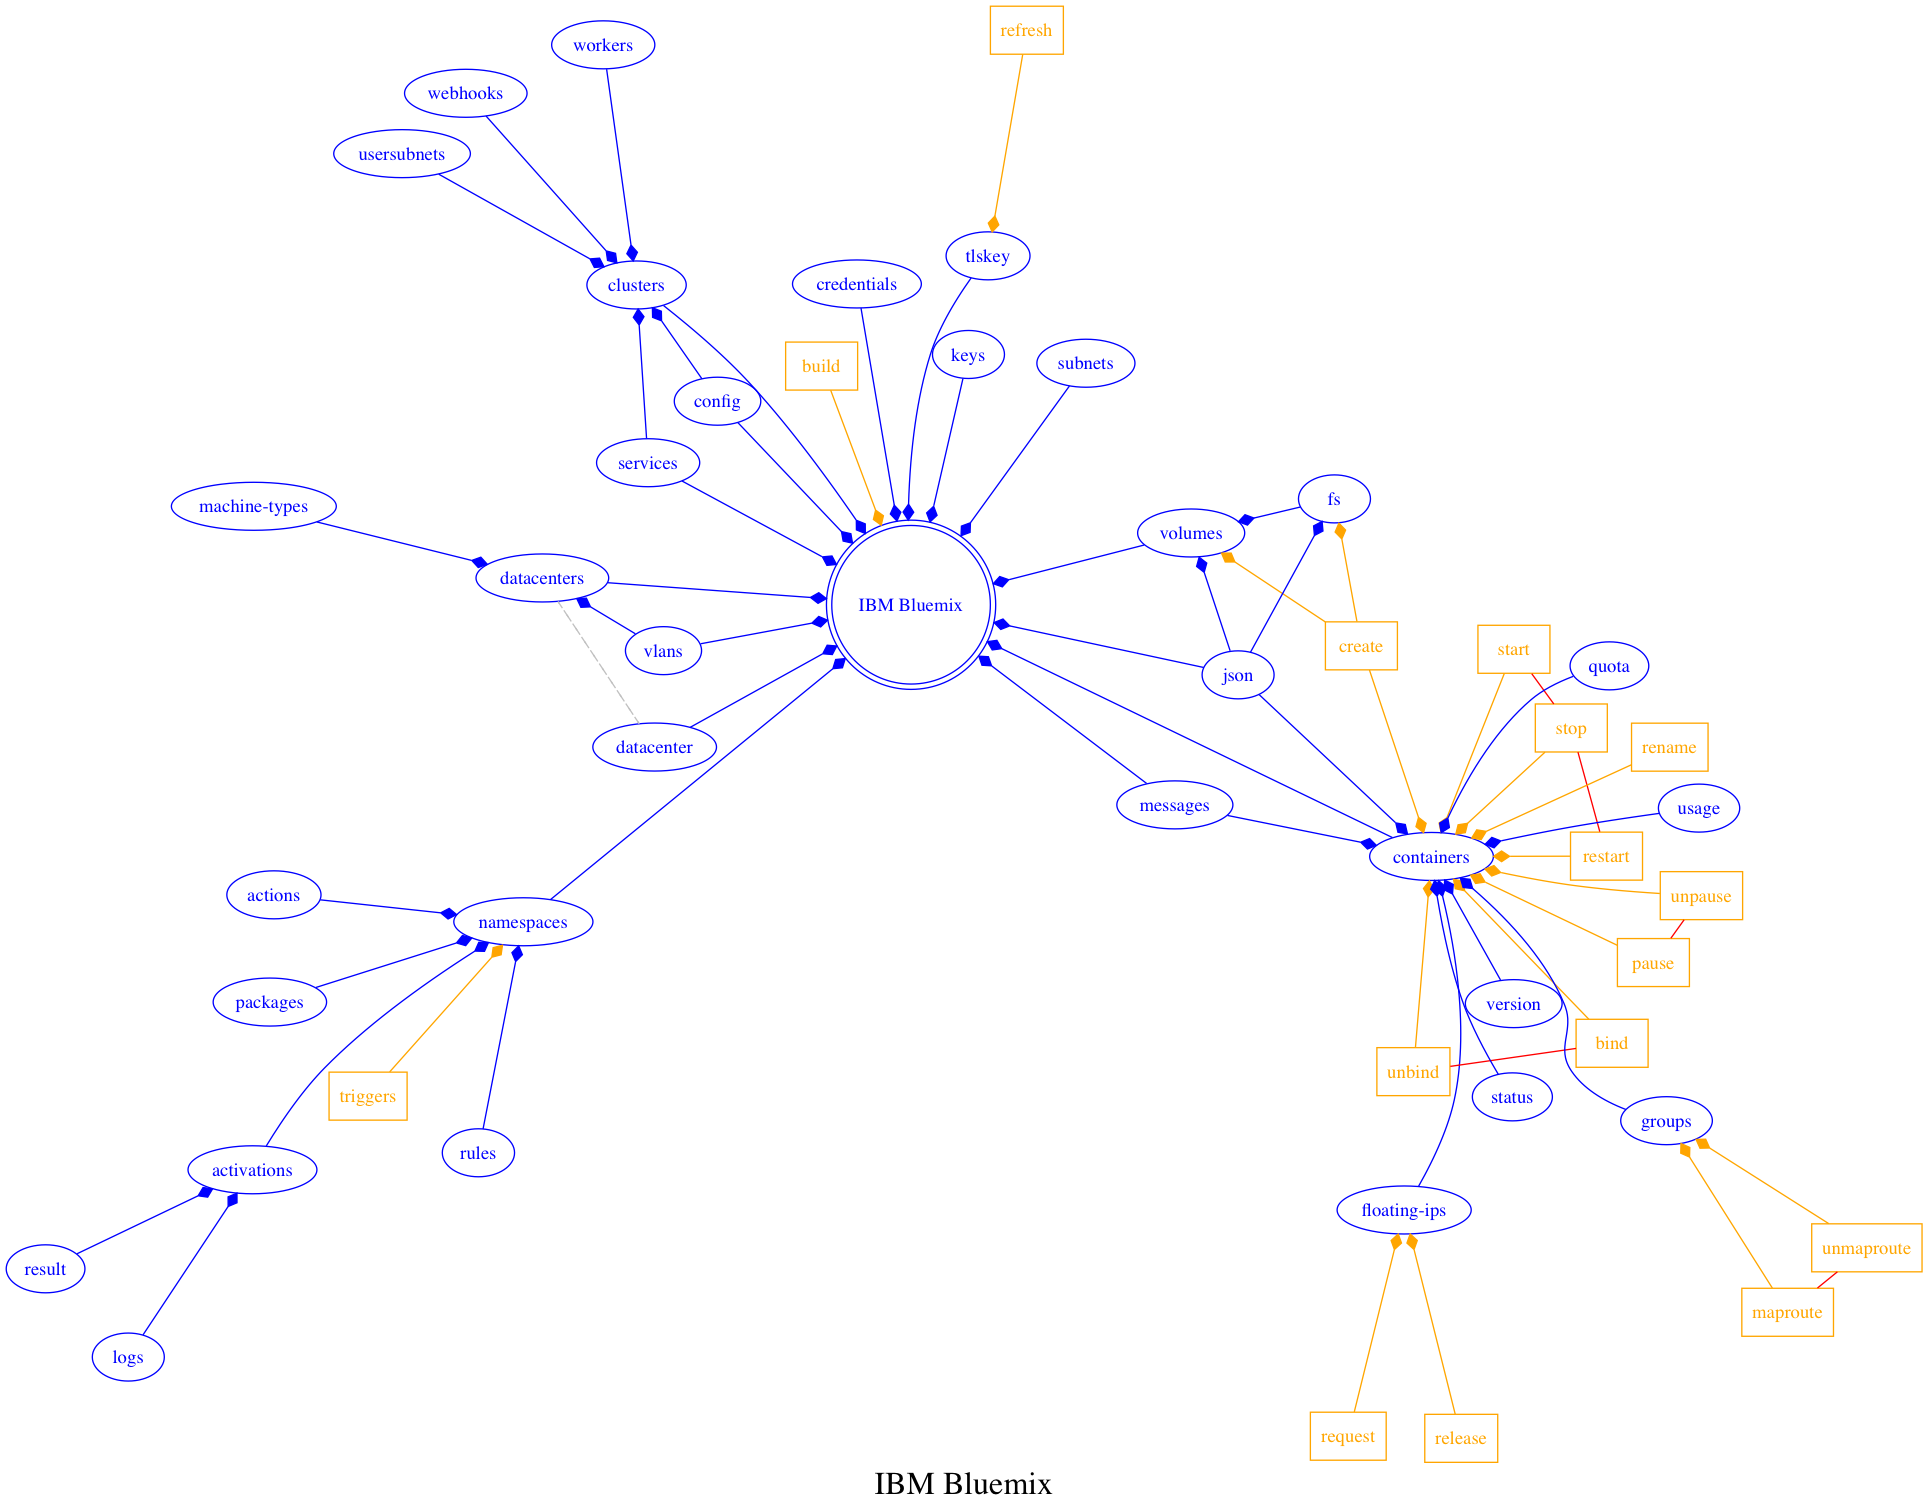 refresh
workers
webhooks
usersubnets
tlskey
credentials
clusters
keys
subnets
build
config
services
fs
machine-types
volumes
datacenters
IBM Bluemix
create
start
vlans
quota
json
stop
datacenter
rename
messages
usage
containers
restart
actions
unpause
namespaces
pause
packages
version
bind
unbind
triggers
status
groups
rules
activations
floating-ips
unmaproute
result
maproute
logs
request
release
IBM Bluemix